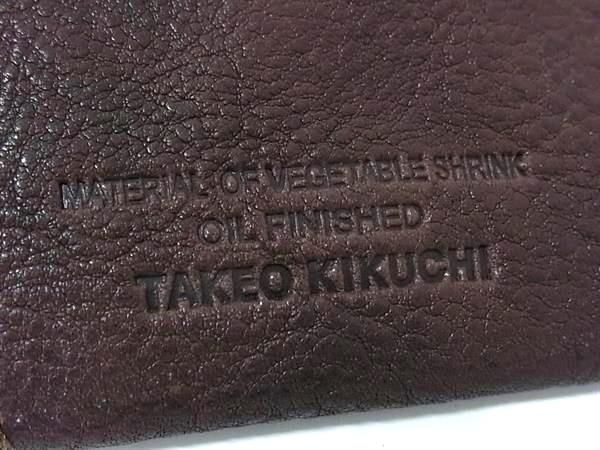 MATERIAL OF VEGETABLE SHRINK
OIL FINISHED
TAKEO KIKUCHI